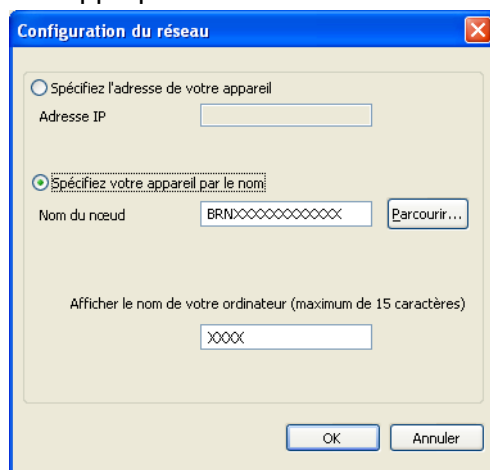 Configuration du réseau
Spécifiez l'adresse de votre appareil
Adresse IP
Spécifiez votre appareil par le nom
Nom du nœud BRNXXXXXXXXXXXX Parcourir...
Afficher le nom de votre ordinateur (maximum de 15 caractères)
XXXX
OK Annuler